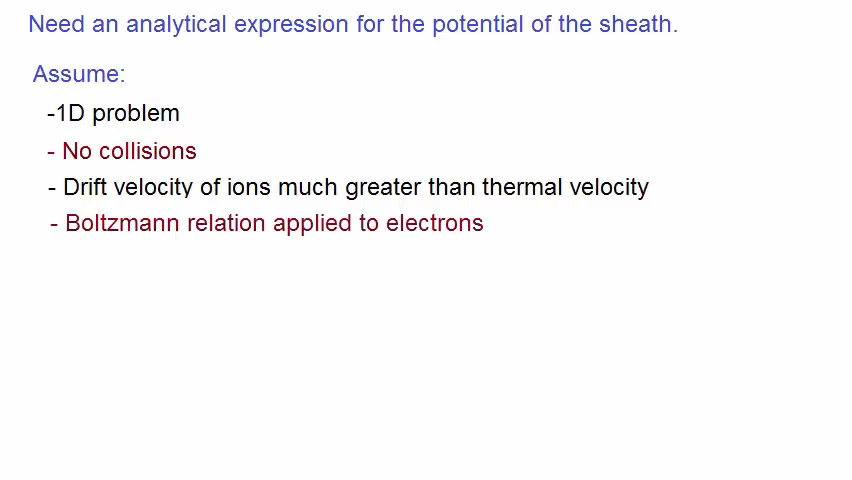 Need an analytical expression for the potential of the sheath.
Assume:
-1D problem
- No collisions
- Drift velocity of ions much greater than thermal velocity
- Boltzmann relation applied to electrons